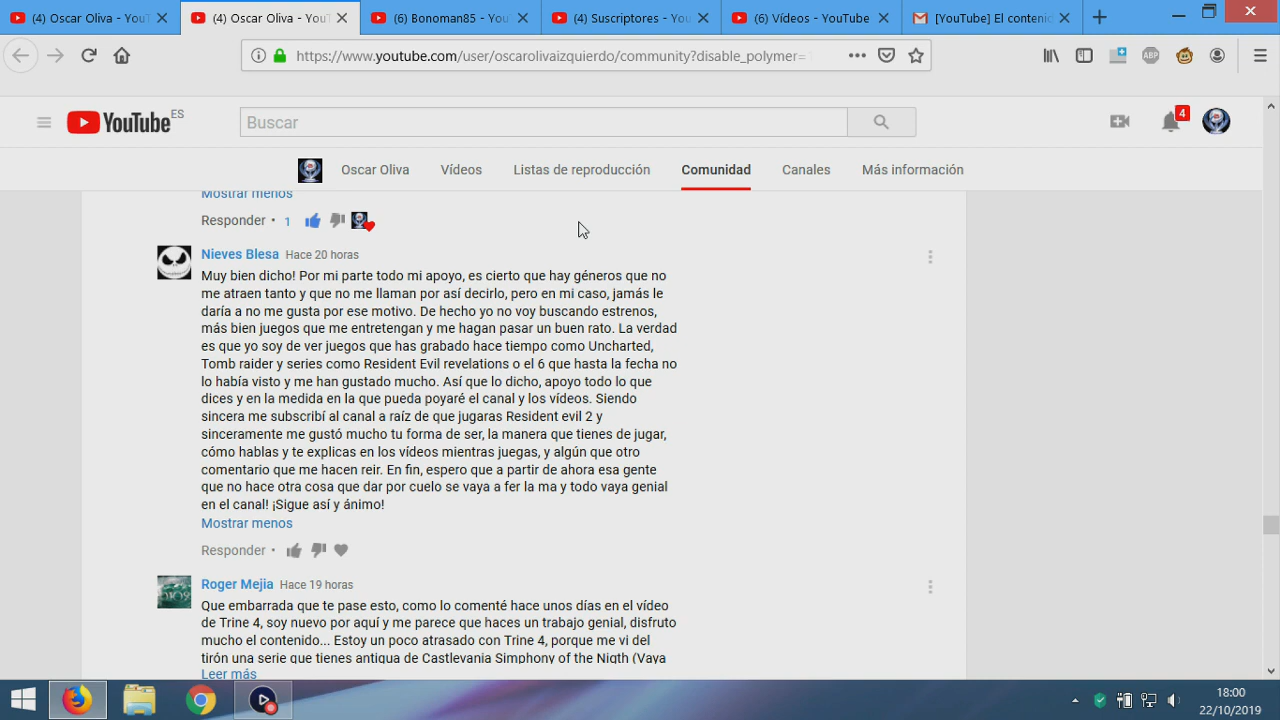 (4) Oscar Oliva - YouT
(4) Oscar Oliva - YouT
(6) Bonoman85 - You
(4) Suscriptores - You
(6) Vídeos - YouTube
[YouTube] El contenid
https://www.youtube.com/user/oscarolivaizquierdo/community?disable_polymer=
ABP
YouTube ES
Buscar
4
Oscar Oliva
Vídeos
Listas de reproducción
Comunidad
Canales
Más información
Mostrar menos
Responder • 1
Nieves Blesa Hace 20 horas
Muy bien dicho! Por mi parte todo mi apoyo, es cierto que hay géneros que no
me atraen tanto y que no me llaman por así decirlo, pero en mi caso, jamás le
daría a no me gusta por ese motivo. De hecho yo no voy buscando estrenos,
más bien juegos que me entretengan y me hagan pasar un buen rato. La verdad
es que yo soy de ver juegos que has grabado hace tiempo como Uncharted,
Tomb raider y series como Resident Evil revelations o el 6 que hasta la fecha no
lo había visto y me han gustado mucho. Así que lo dicho, apoyo todo lo que
dices y en la medida en la que pueda poyaré el canal y los vídeos. Siendo
sincera me subscribí al canal a raíz de que jugaras Resident evil 2 y
sinceramente me gustó mucho tu forma de ser, la manera que tienes de jugar,
cómo hablas y te explicas en los vídeos mientras juegas, y algún que otro
comentario que me hacen reir. En fin, espero que a partir de ahora esa gente
que no hace otra cosa que dar por cuelo se vaya a fer la ma y todo vaya genial
en el canal! ¡Sigue así y ánimo!
Mostrar menos
Responder •
Roger Mejia Hace 19 horas
Que embarrada que te pase esto, como lo comenté hace unos días en el vídeo
de Trine 4, soy nuevo por aquí y me parece que haces un trabajo genial, disfruto
mucho el contenido... Estoy un poco atrasado con Trine 4, porque me vi del
tirón una serie que tienes antigua de Castlevania Simphony of the Nigth (Vaya
Leer más
18:00
22/10/2019